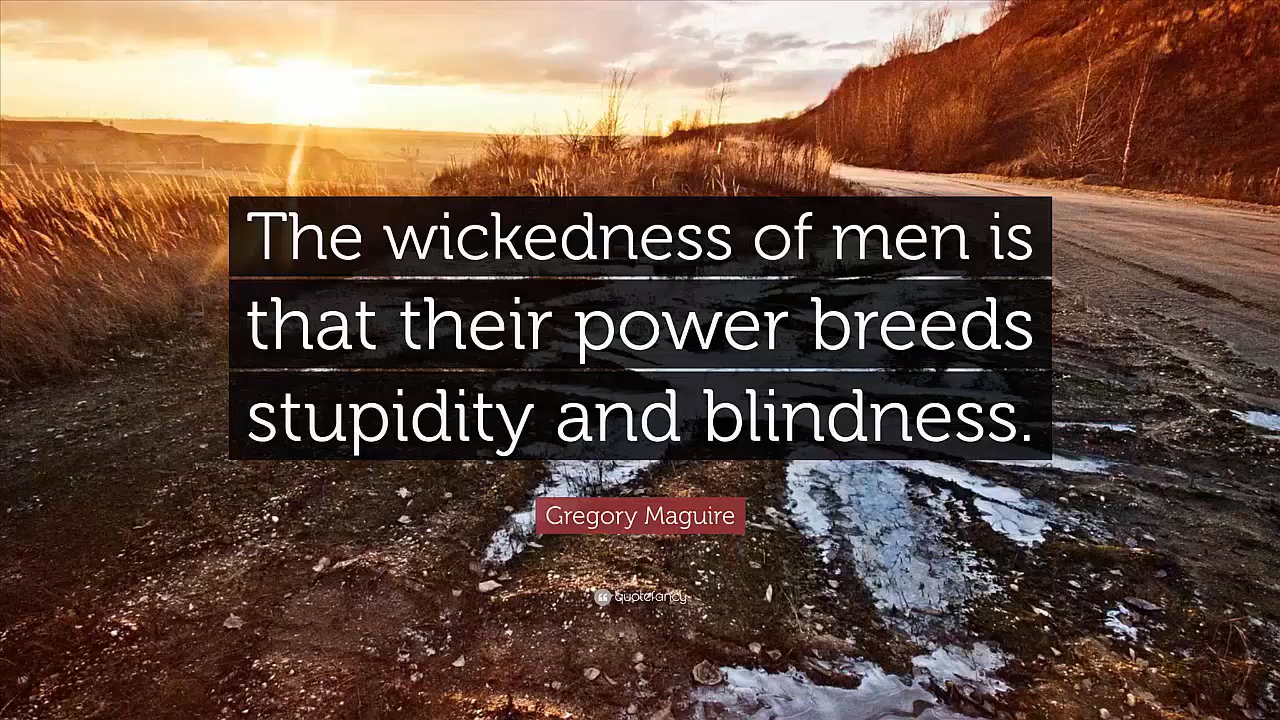 The wickedness of men is
that their power breeds
stupidity and blindness.
Gregory Maguire
quotefancy